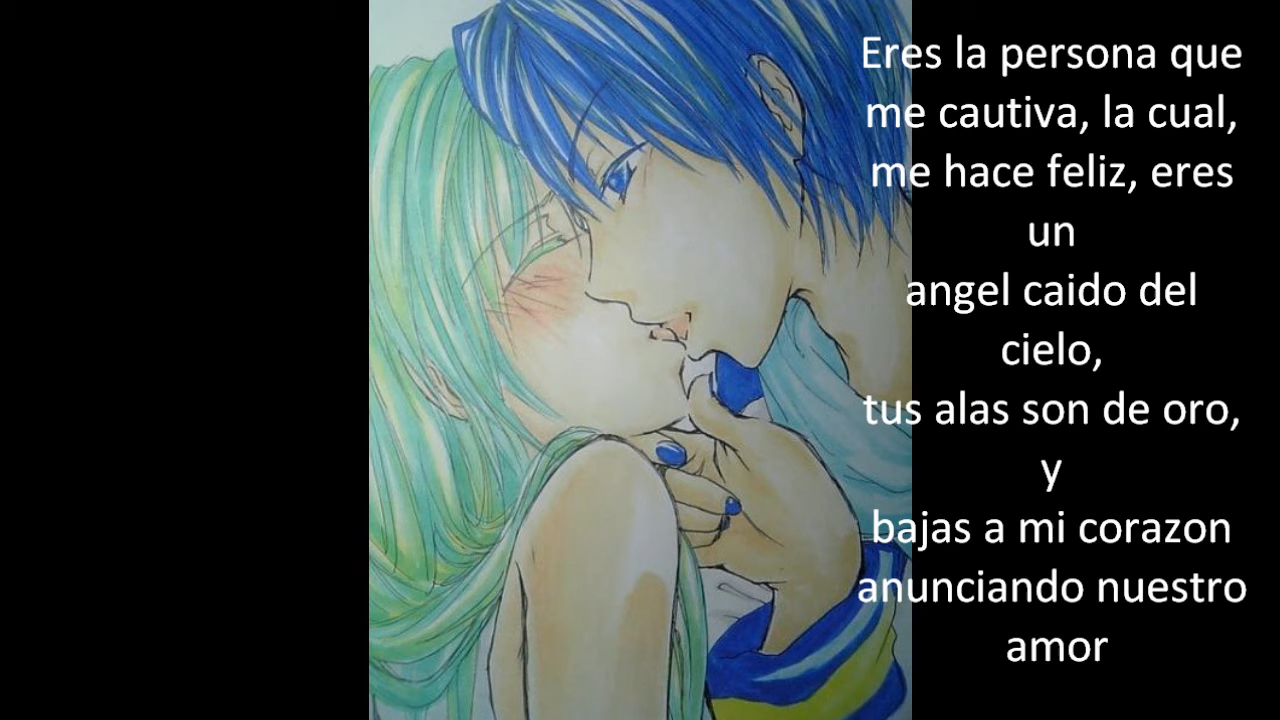 Eres la persona que
me cautiva, la cual,
me hace feliz, eres
un
angel caido del
cielo,
tus alas son de oro,
y
bajas a mi corazon
anunciando nuestro
amor